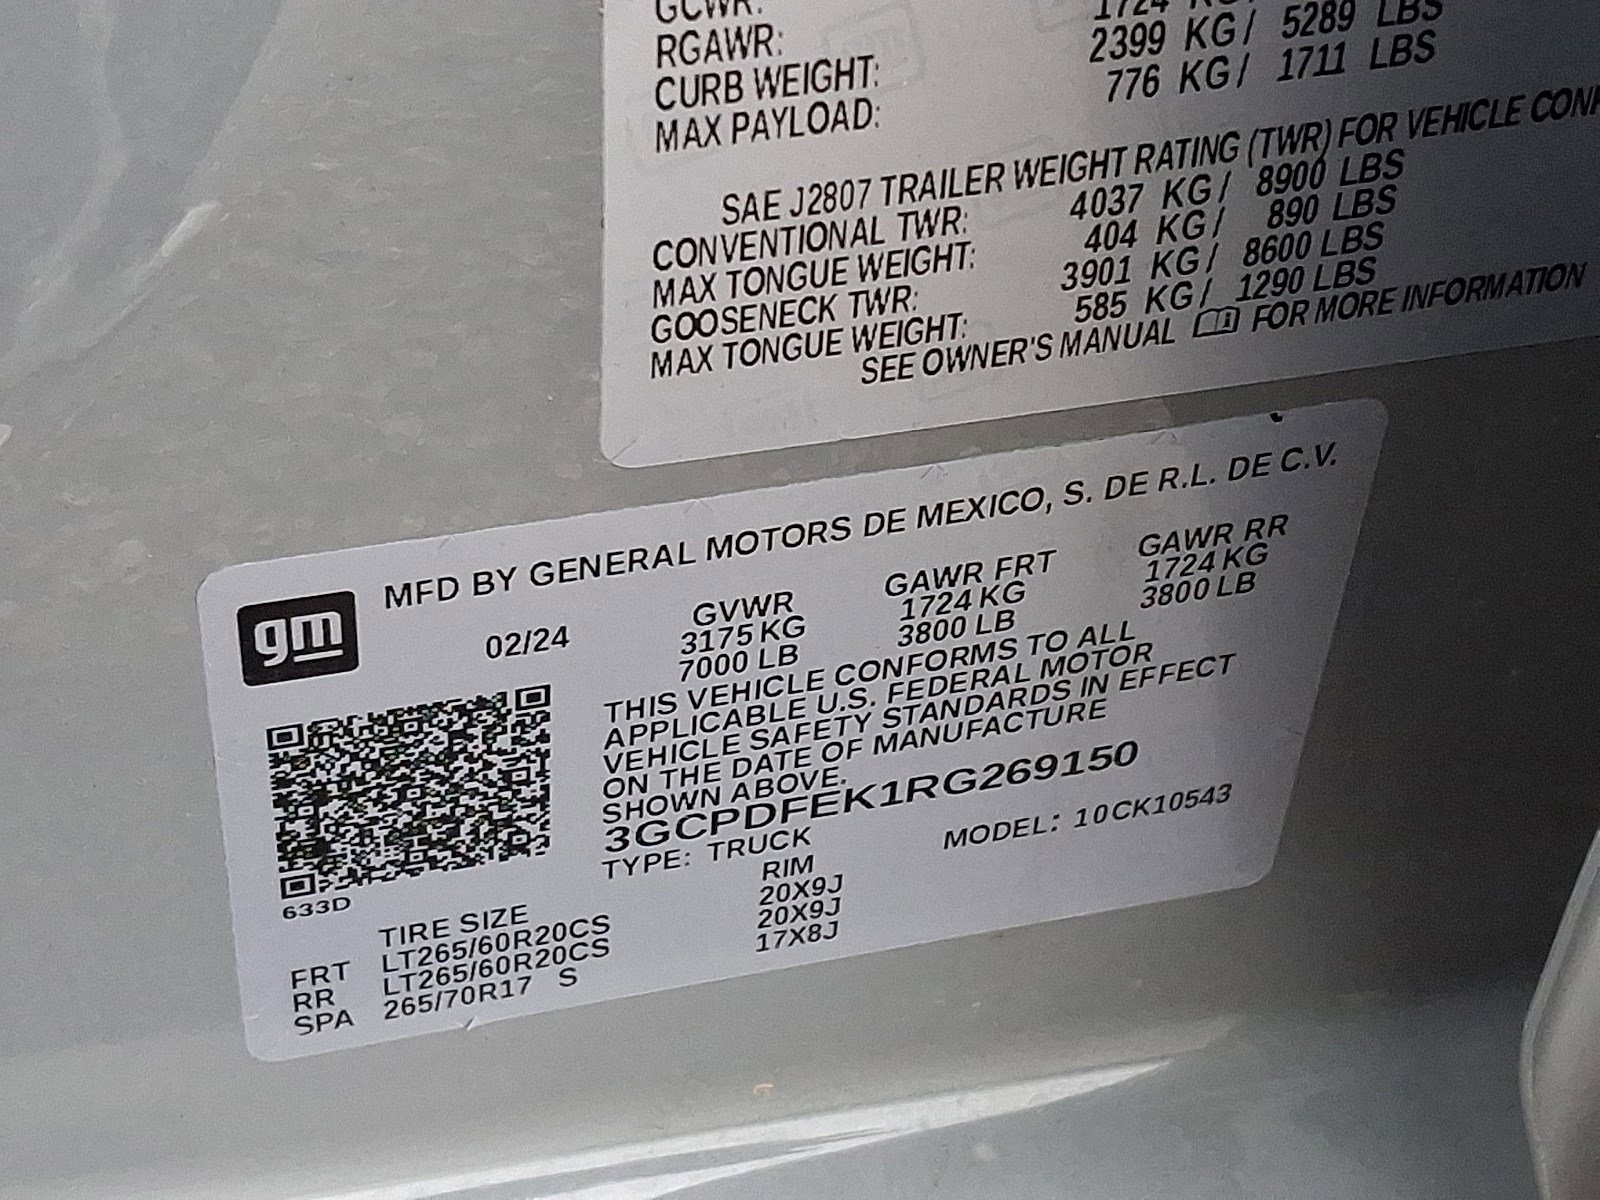 GCWR:
RGAWR: 1724
CURB WEIGHT: 2399 KG / 5289 LBS
MAX PAYLOAD: 776 KG / 1711 LBS
SAE J2807 TRAILER WEIGHT RATING (TWR) FOR VEHICLE
CONVENTIONAL TWR: 4037 KG / 8900 LBS
MAX TONGUE WEIGHT: 404 KG / 890 LBS
GOOSENECK TWR: 3901 KG / 8600 LBS
MAX TONGUE WEIGHT: 585 KG / 1290 LBS
SEE OWNER'S MANUAL FOR MORE INFORMATION
gm
MFD BY GENERAL MOTORS DE MEXICO, S. DE R.L. DE C.V.
02/24 GVWR GAWR FRT GAWR RR
3175 KG 1724 KG 1724 KG
7000 LB 3800 LB 3800 LB
THIS VEHICLE CONFORMS TO ALL
APPLICABLE U.S. FEDERAL MOTOR
VEHICLE SAFETY STANDARDS IN EFFECT
ON THE DATE OF MANUFACTURE
SHOWN ABOVE.
3GCPDFEK1RG269150
TYPE: TRUCK MODEL: 10CK10543
633D
TIRE SIZE RIM
FRT LT265/60R20CS 20X9J
RR LT265/60R20CS 20X9J
SPA 265/70R17 S 17X8J